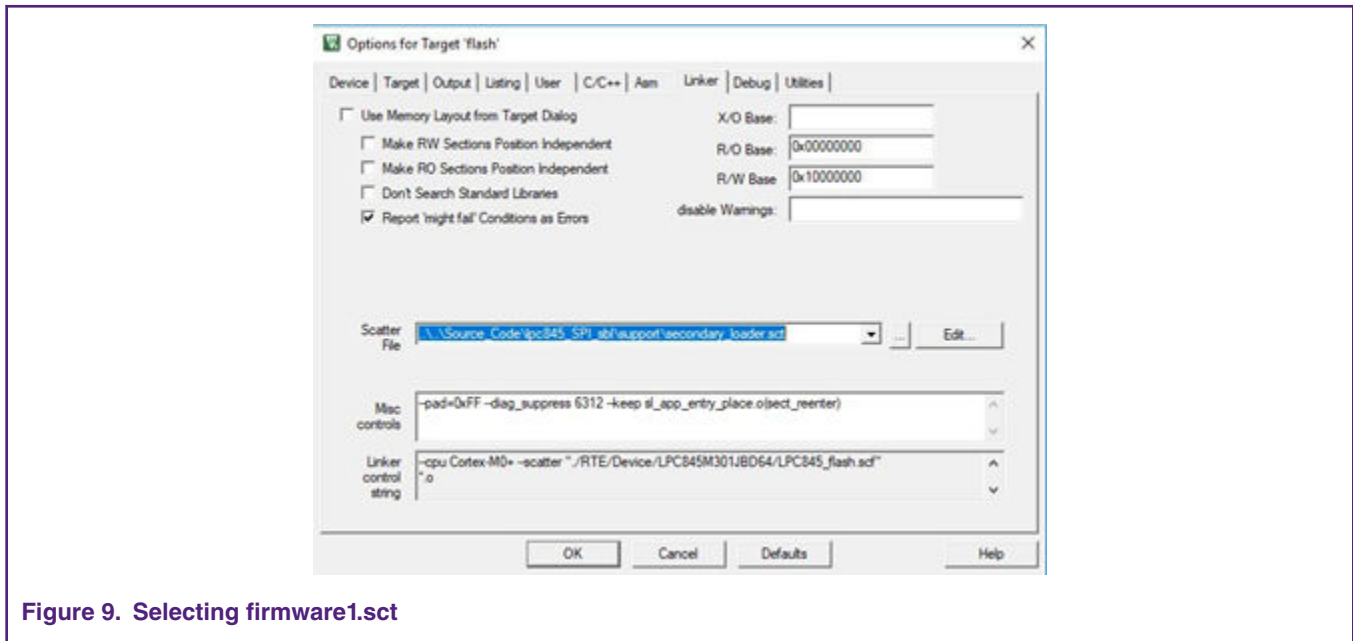 Options for Target 'flash'
Device | Target | Output | Listing | User | C/C++ | Asm Linker | Debug | Utilities |
Use Memory Layout from Target Dialog
Make RW Sections Position Independent
Make RO Sections Position Independent
Don't Search Standard Libraries
Report 'might fail' Conditions as Errors
X/O Base:
R/O Base: 0x00000000
R/W Base 0x10000000
disable Warnings:
Scatter File
.\..\Source_Code\lpc845_SPI_sbl\support\secondary_loader.sct
...
Edit...
Misc controls
--pad=0xFF --diag_suppress 6312 --keep sl_app_entry_place.o(sect_reenter)
Linker control string
--cpu Cortex-M0+ --scatter "./RTE/Device/LPC845M301JBD64/LPC845_flash.scf"
*.o
OK Cancel Defaults Help
Figure 9. Selecting firmware1.sct